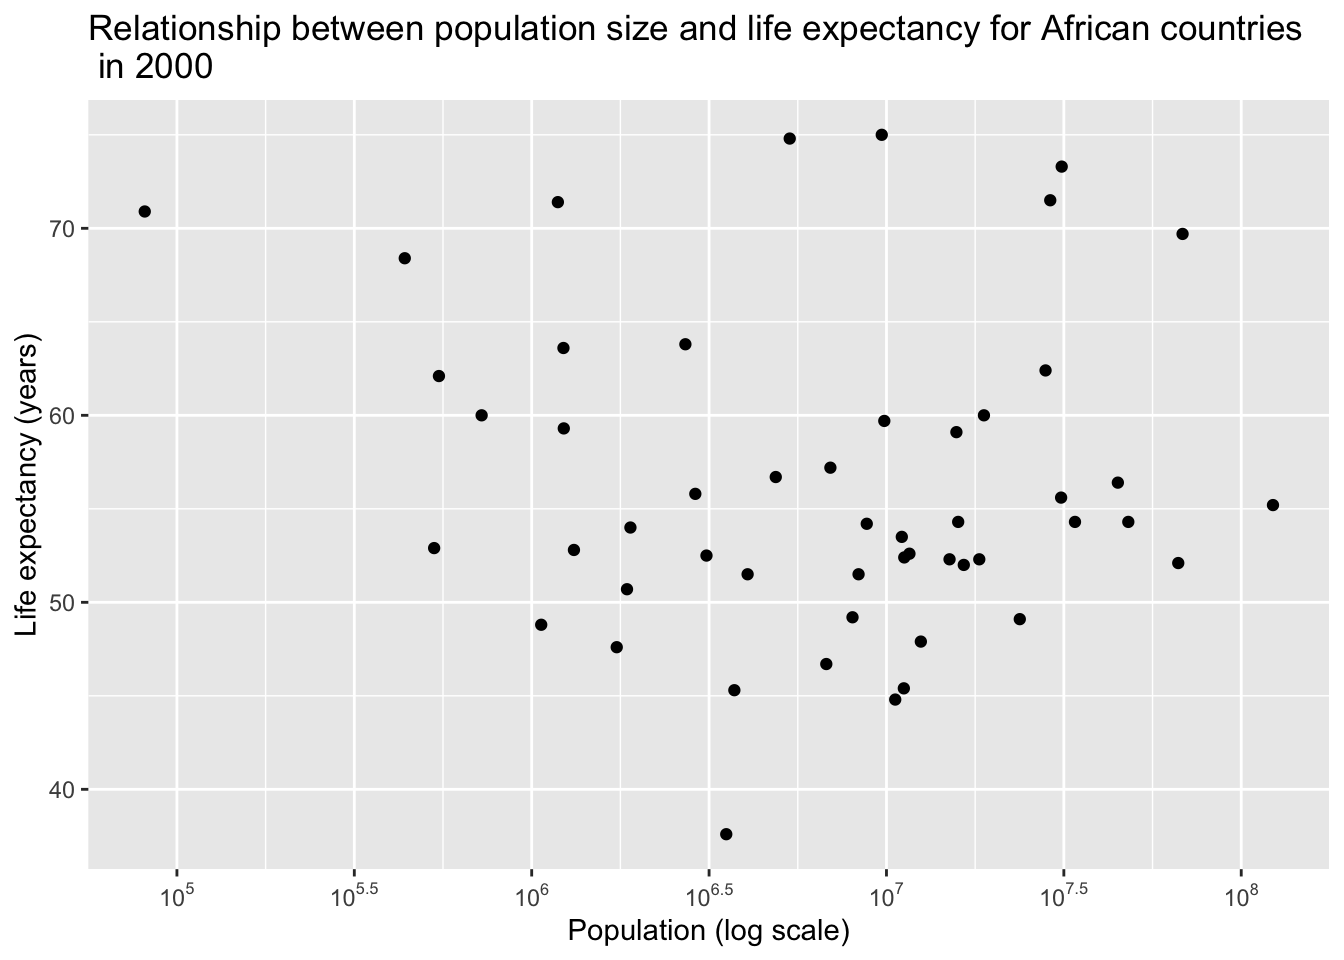 Relationship between population size and life expectancy for African countries
in 2000
Life expectancy (years)
70
60
50
40
10^5 10^5.5 10^6 10^6.5 10^7 10^7.5 10^8
Population (log scale)